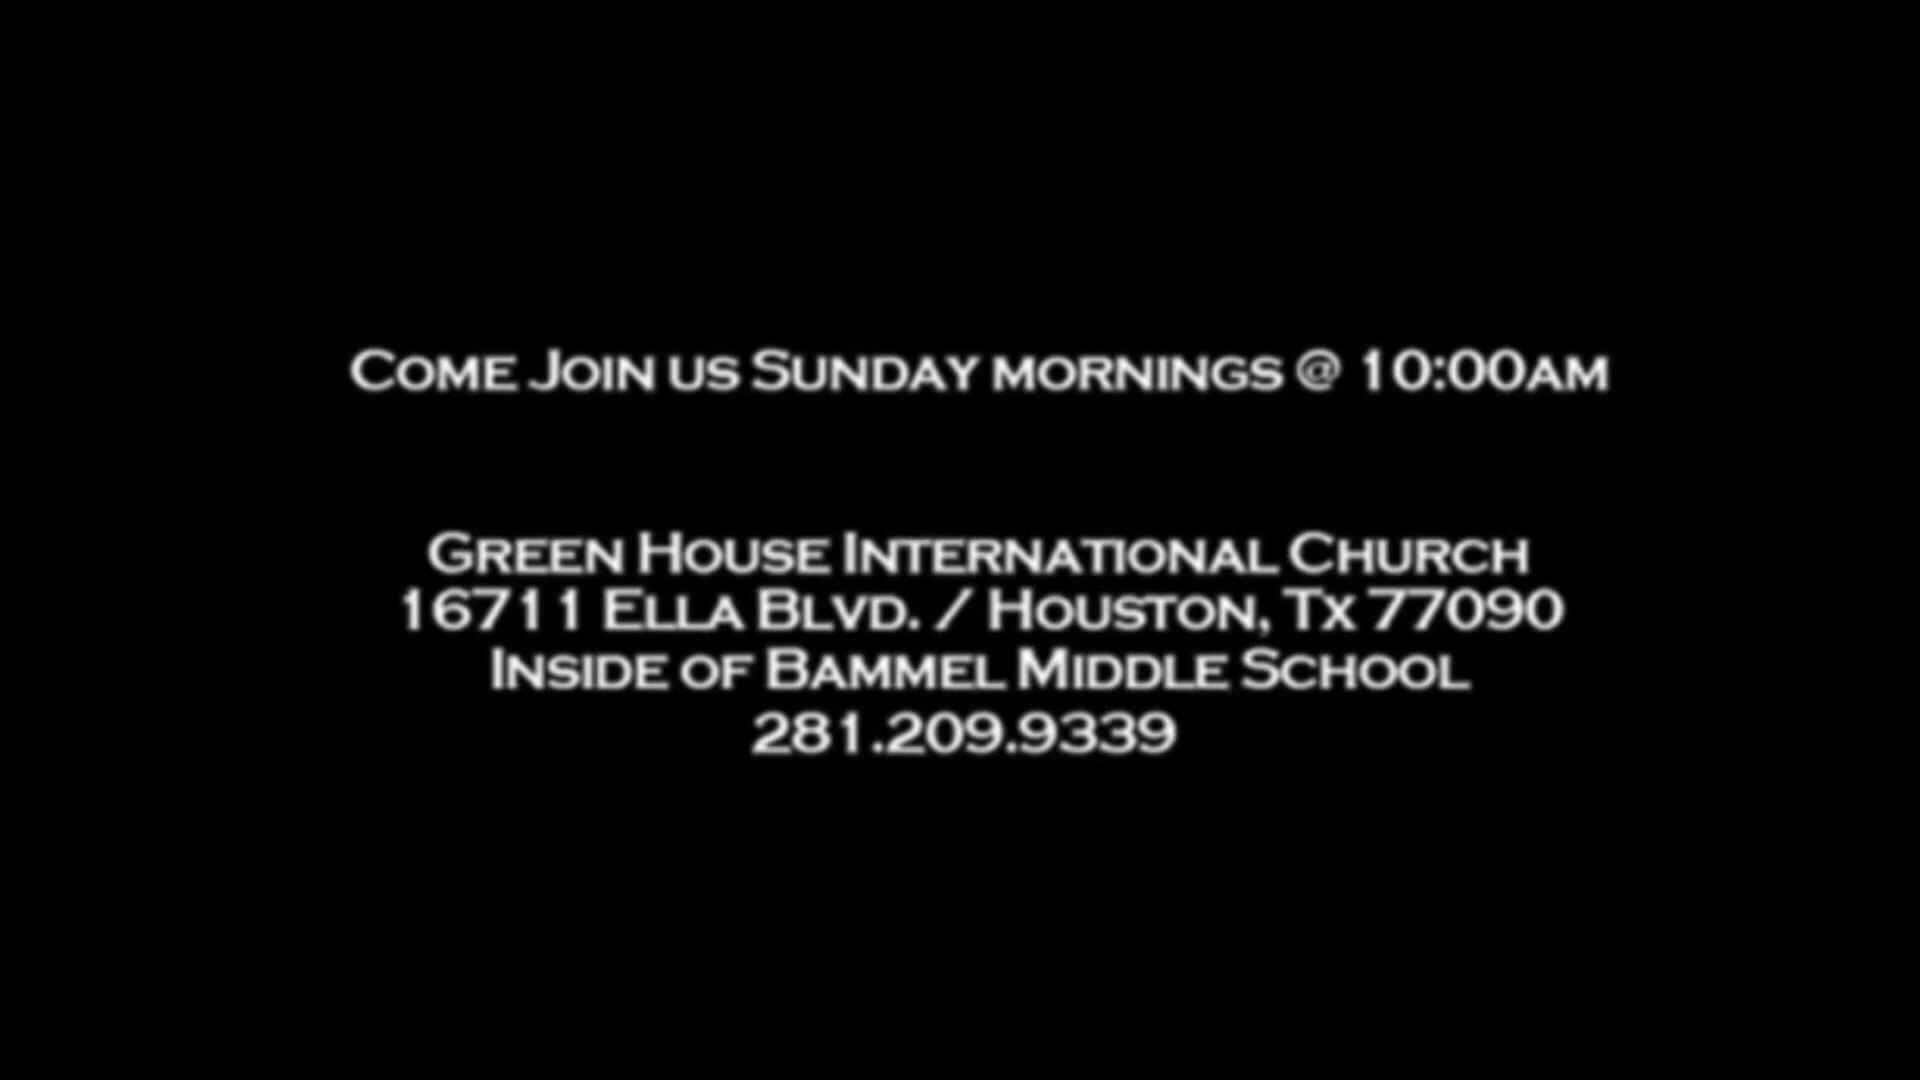 Come Join us Sunday mornings @ 10:00am
Green House International Church
16711 Ella Blvd. / Houston, Tx 77090
Inside of Bammel Middle School
281.209.9339